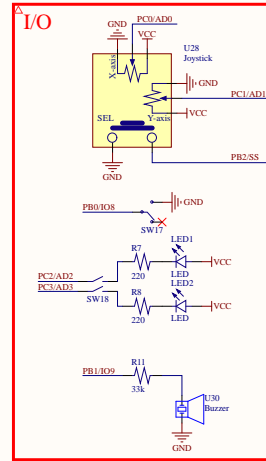 I/O
PC0/AD0
GND
VCC
X-axis
U28
Joystick
GND
PC1/AD1
SEL
Y-axis
VCC
PB2/SS
GND
PB0/IO8
GND
SW17
R7
LED1
PC2/AD2
220
LED
VCC
PC3/AD3
SW18
R8
LED2
220
LED
VCC
PB1/IO9
R11
33k
U30
Buzzer
GND